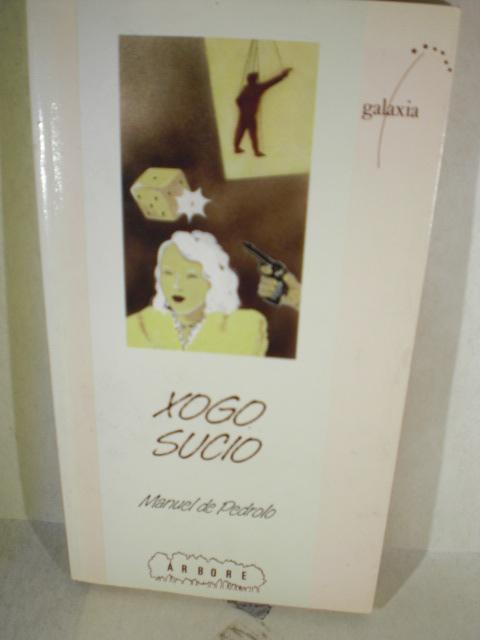 galaxia
XOGO
SUCIO
Manuel de Pedrolo
ÁRBORE